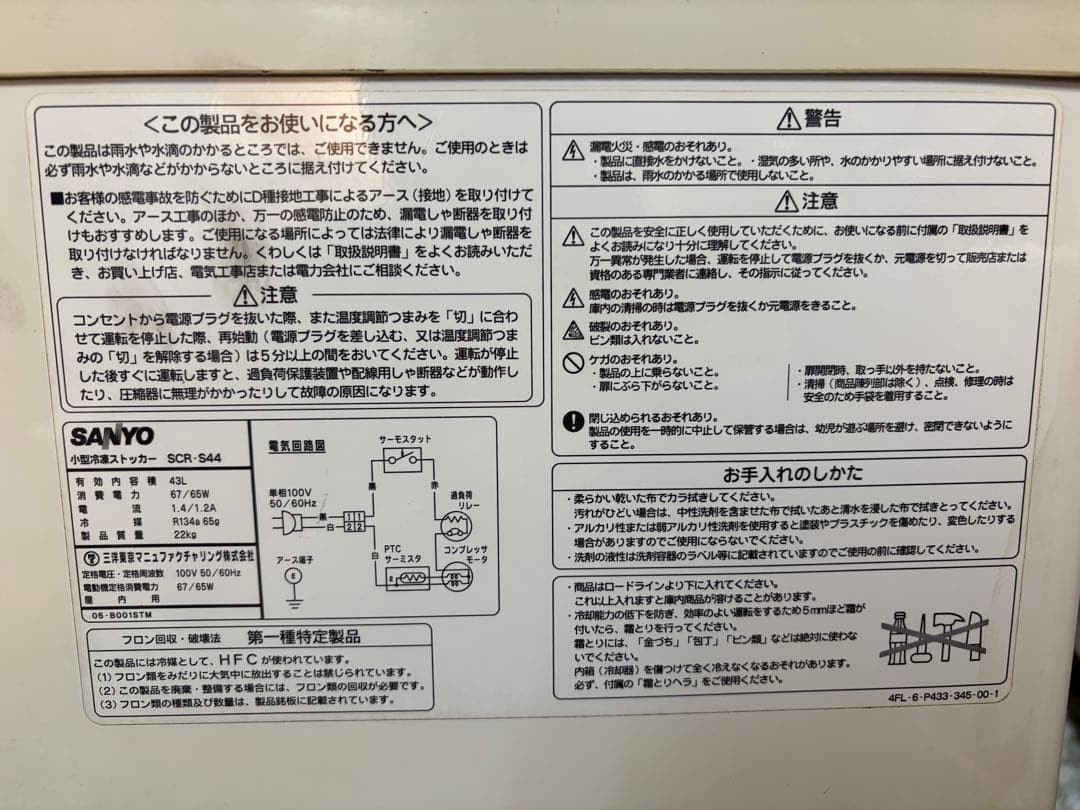 <この製品をお使いになる方へ>
この製品は雨水や水滴のかかるところでは、ご使用できません。ご使用のときは
必ず雨水や水滴などがかからないところに据え付けてください。
■お客様の感電事故を防ぐためにD種接地工事によるアース（接地）を取り付けて
ください。アース工事のほか、万一の感電防止のため、漏電しゃ断器を取り付
けもおすすめします。ご使用になる場所によっては法律により漏電しゃ断器を
取り付けなければなりません。くわしくは「取扱説明書」をよくお読みいただ
き、お買い上げ店、電気工事店または電力会社にご相談ください。
⚠注意
コンセントから電源プラグを抜いた際、また温度調節つまみを「切」に合わ
せて運転を停止した際、再始動（電源プラグを差し込む、又は温度調節つま
みの「切」を解除する場合）は5分以上の間をおいてください。運転が停止
した後すぐに運転しますと、過負荷保護装置や配線用しゃ断器などが動作し
たり、圧縮器に無理がかかったりして故障の原因になります。
SANYO
小型冷凍ストッカー SCR-S44
有効内容積 43L
消費電力 67/65W
電流 1.4/1.2A
冷媒 R134a 65g
製品質量 22kg
三洋東京マニュファクチャリング株式会社
定格電圧・定格周波数 100V 50/60Hz
電動機定格消費電力 67/65W
屋内用
05-B001STM
電気回路図
サーモスタット
黒
赤
単相100V
50/60Hz
黒
白
1 1
2 2
過負荷
リレー
アース端子
E
白
PTC
サーミスタ
コンプレッサ
モータ
フロン回収・破壊法 第一種特定製品
この製品には冷媒として、HFCが使われています。
(1) フロン類をみだりに大気中に放出することは禁じられています。
(2) この製品を廃棄・整備する場合には、フロン類の回収が必要です。
(3) フロン類の種類及び数量は、製品銘板に記載されています。
⚠警告
漏電火災・感電のおそれあり。
・製品に直接水をかけないこと。・湿気の多い所や、水のかかりやすい場所に据え付けないこと。
・製品は、雨水のかかる場所で使用しないこと。
⚠注意
この製品を安全に正しく使用していただくために、お使いになる前に付属の「取扱説明書」を
よくお読みになり十分に理解してください。
万一異常が発生した場合、運転を停止して電源プラグを抜くか、元電源を切って販売店または
資格のある専門業者に連絡し、その指示に従ってください。
感電のおそれあり。
庫内の清掃の時は電源プラグを抜くか元電源をきること。
破裂のおそれあり。
ビン類は入れないこと。
ケガのおそれあり。
・製品の上に乗らないこと。
・扉にぶら下がらないこと。
・扉開閉時、取っ手以外を持たないこと。
・清掃（商品陳列部は除く）、点検、修理の時は
安全のため手袋を着用すること。
閉じ込められるおそれあり。
製品の使用を一時的に中止して保管する場合は、幼児が遊ぶ場所を避け、密閉できないように
すること。
お手入れのしかた
・柔らかい乾いた布でカラ拭きしてください。
汚れがひどい場合は、中性洗剤を含ませた布で拭いたあと清水を浸した布で拭きとってください。
・アルカリ性または弱アルカリ性洗剤を使用すると塗装やプラスチックを傷めたり、変色したりする
場合がありますのでご使用にならないでください。
・洗剤の液性は洗剤容器のラベル等に記載されていますのでご使用の前に確認してください。
・商品はロードラインより下に入れてください。
これ以上入れますと庫内商品が溶けることがあります。
・冷却能力の低下を防ぎ、効率のよい運転をするため5mmほど霜が
付いたら、霜とりを行ってください。
霜とりには、「金づち」「包丁」「ビン類」などは絶対に使わな
いでください。
内箱（冷却器）を傷つけて全く冷えなくなるおそれがあります。
必ず、付属の「霜とりヘラ」をご使用ください。
4FL-6-P433-345-00-1